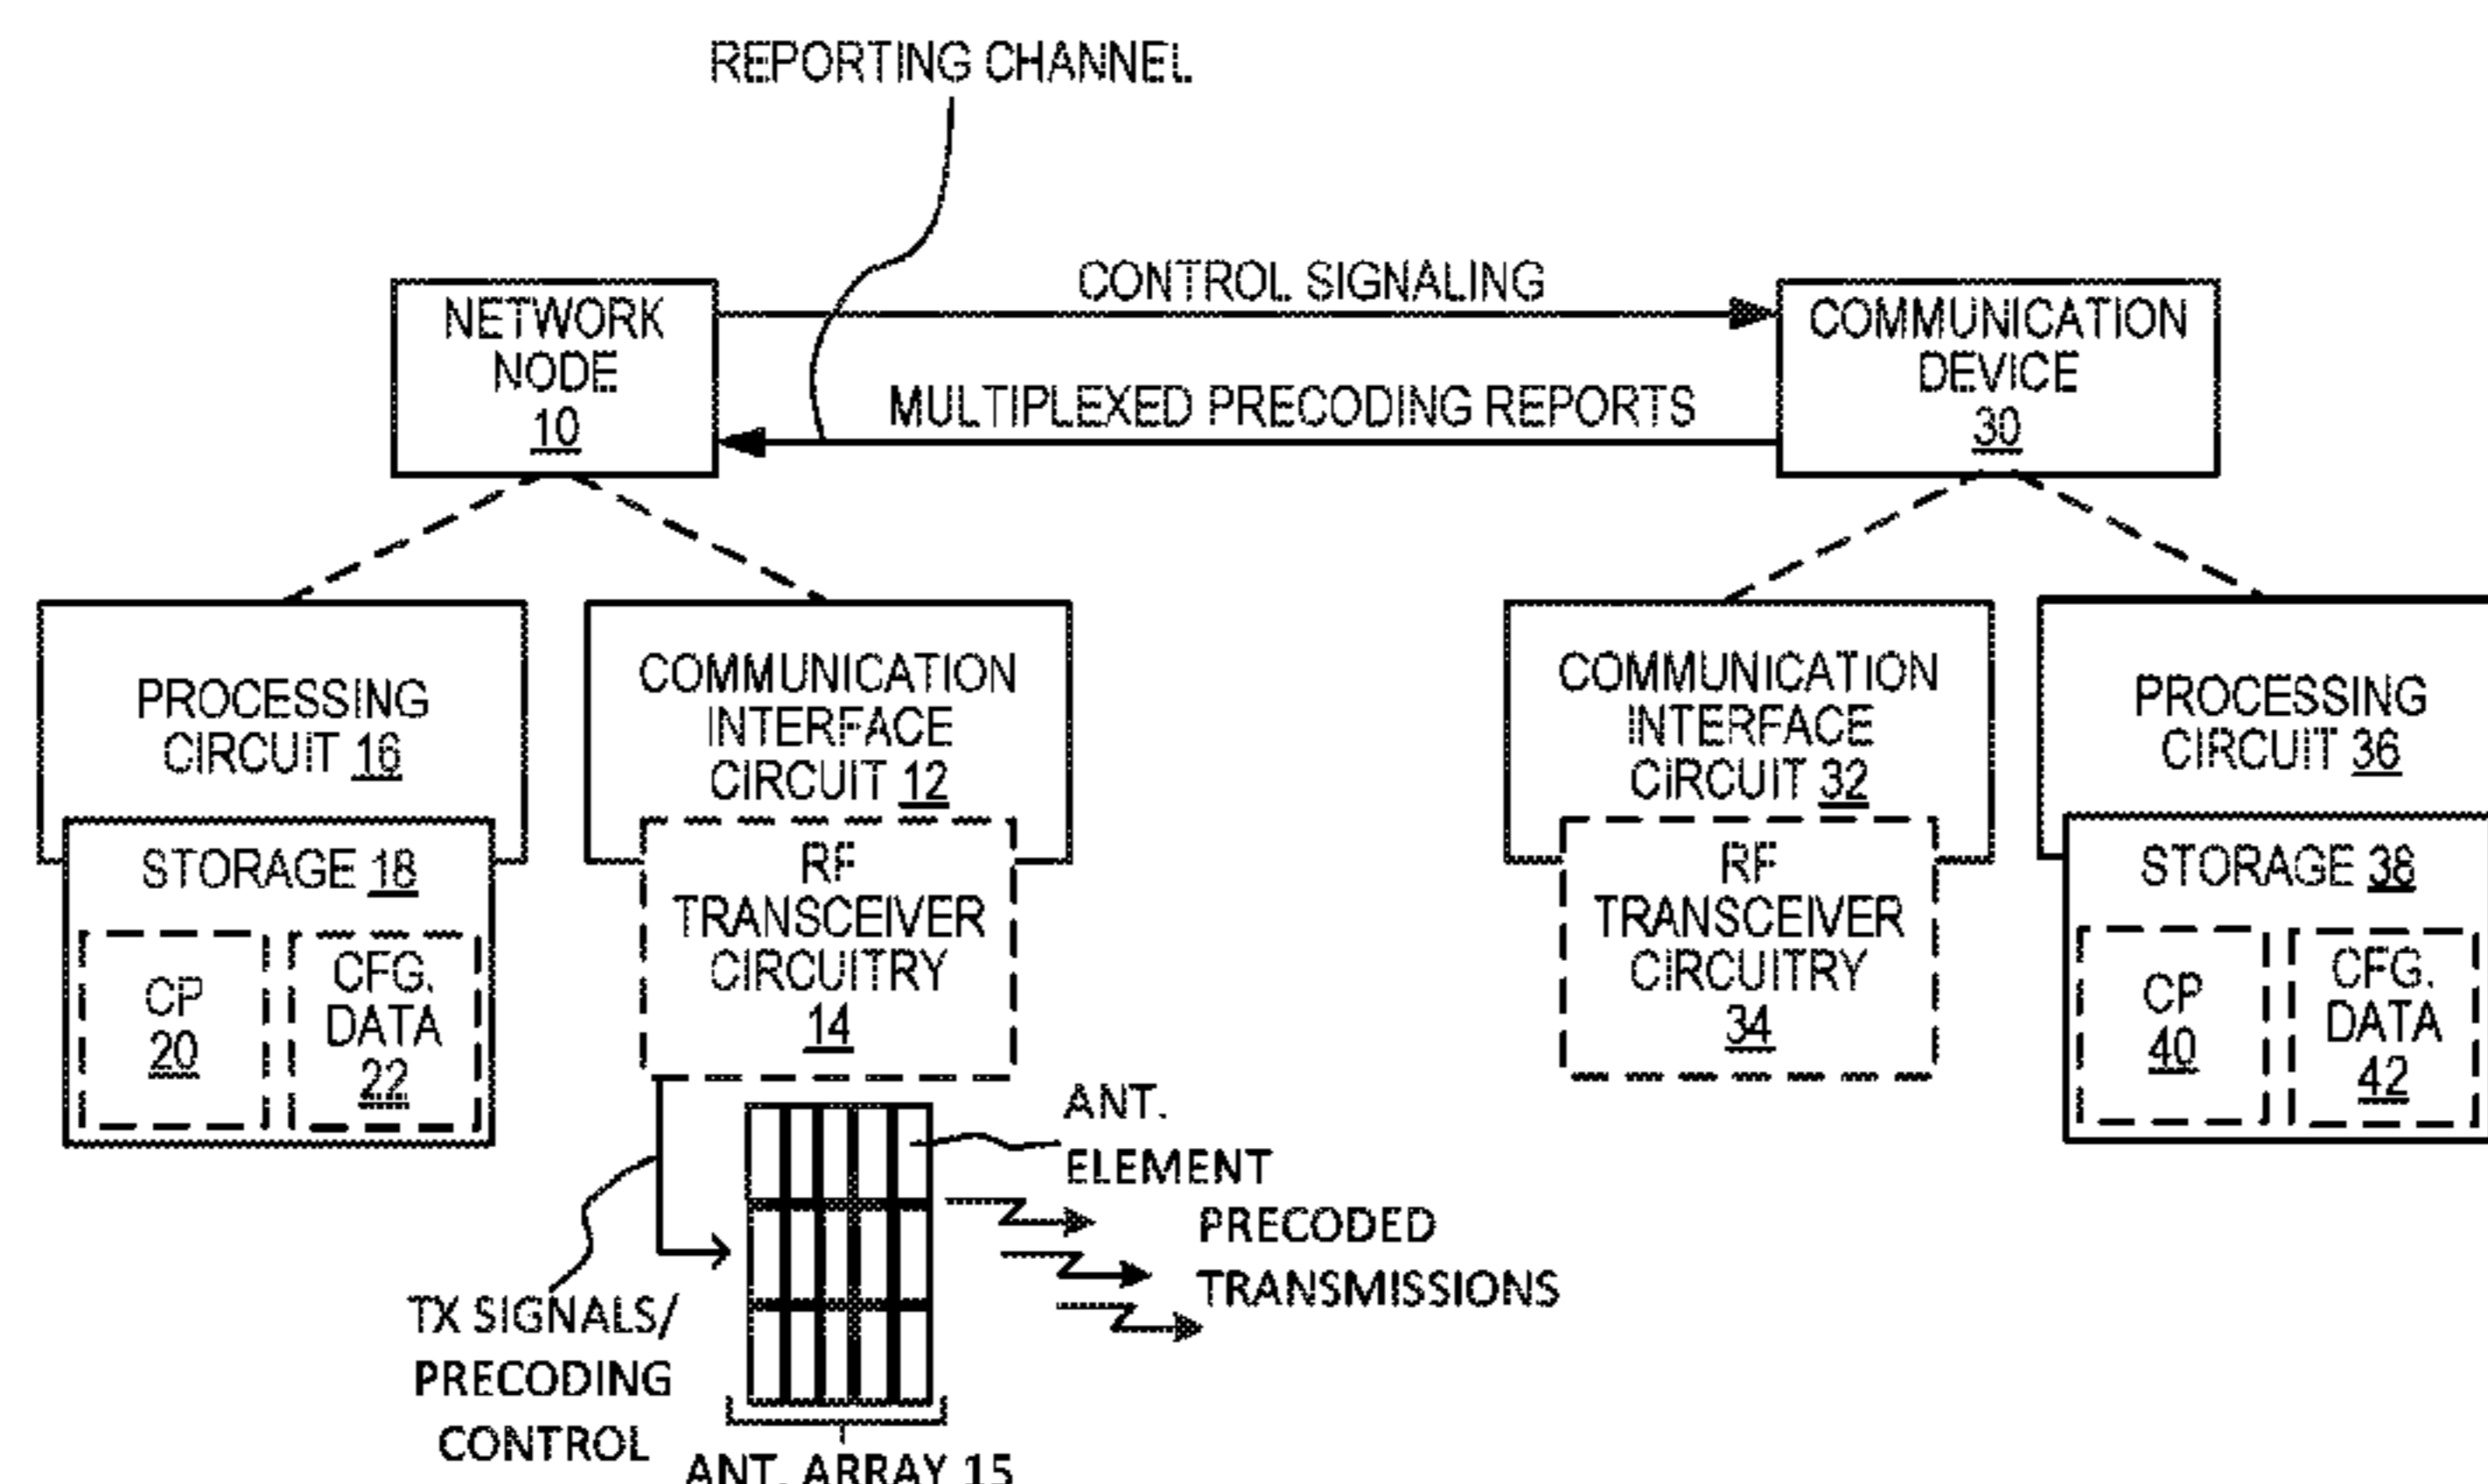 REPORTING CHANNEL
CONTROL SIGNALING
NETWORK
NODE
10
MULTIPLEXED PRECODING REPORTS
COMMUNICATION
DEVICE
30
PROCESSING
CIRCUIT 16
STORAGE 18
CP
20
CFG.
DATA
22
COMMUNICATION
INTERFACE
CIRCUIT 12
RF
TRANSCEIVER
CIRCUITRY
14
COMMUNICATION
INTERFACE
CIRCUIT 32
RF
TRANSCEIVER
CIRCUITRY
34
PROCESSING
CIRCUIT 36
STORAGE 38
CP
40
CFG.
DATA
42
ANT.
ELEMENT
PRECODED
TRANSMISSIONS
TX SIGNALS/
PRECODING
CONTROL
ANT. ARRAY 15